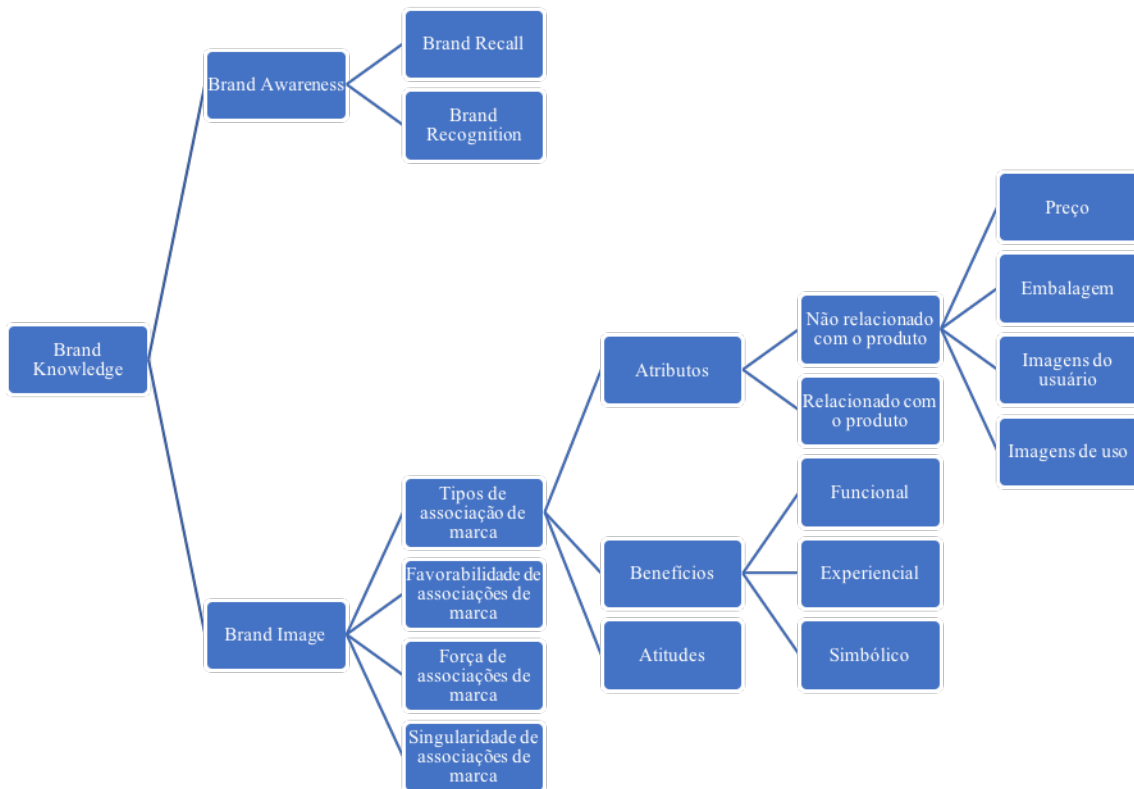 Brand Recall
Brand Awareness
Brand
Recognition
Preço
Embalagem
Não relacionado
com o produto
Brand
Knowledge
Imagens do
usuário
Atributos
Relacionado com
o produto
Imagens de uso
Tipos de
associação de
marca
Funcional
Favorabilidade de
associações de
marca
Benefícios
Experiencial
Brand Image
Atitudes
Simbólico
Força de
associações de
marca
Singularidade de
associações de
marca